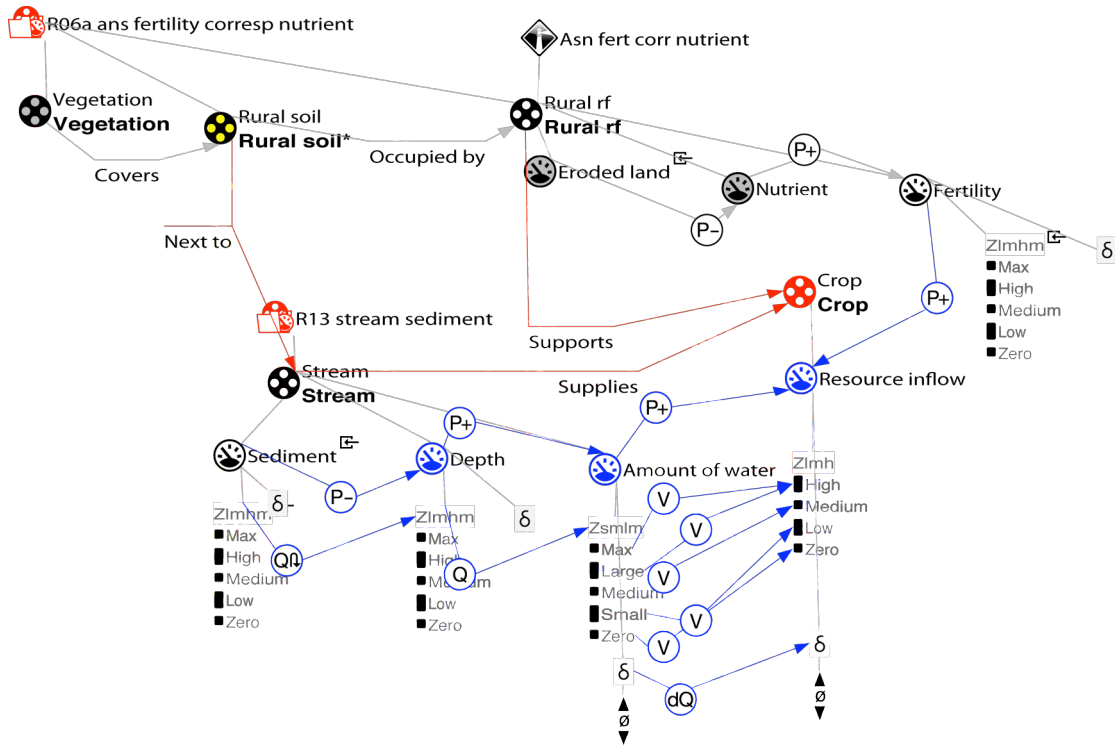 R06a ans fertility corresp nutrient
Asn fert corr nutrient
Vegetation
Vegetation
Rural soil
Rural soil*
Rural rf
Rural rf
Covers
Occupied by
Eroded land
P+
Nutrient
Fertility
P–
Next to
Zlmhm
δ
Max
High
Medium
Low
Zero
Crop
Crop
P+
R13 stream sediment
Supports
Stream
Stream
Supplies
Resource inflow
P+
P+
Sediment
Depth
Amount of water
P–
δ-
δ
V
V
V
V
V
Zlmh
High
Medium
Low
Zero
Zlmhm
Max
High
Medium
Low
Zero
Q
Zlmhm
Max
High
Medium
Low
Zero
Q
Zsmlm
Max
Large
Medium
Small
Zero
δ
δ
dQ
ø
ø